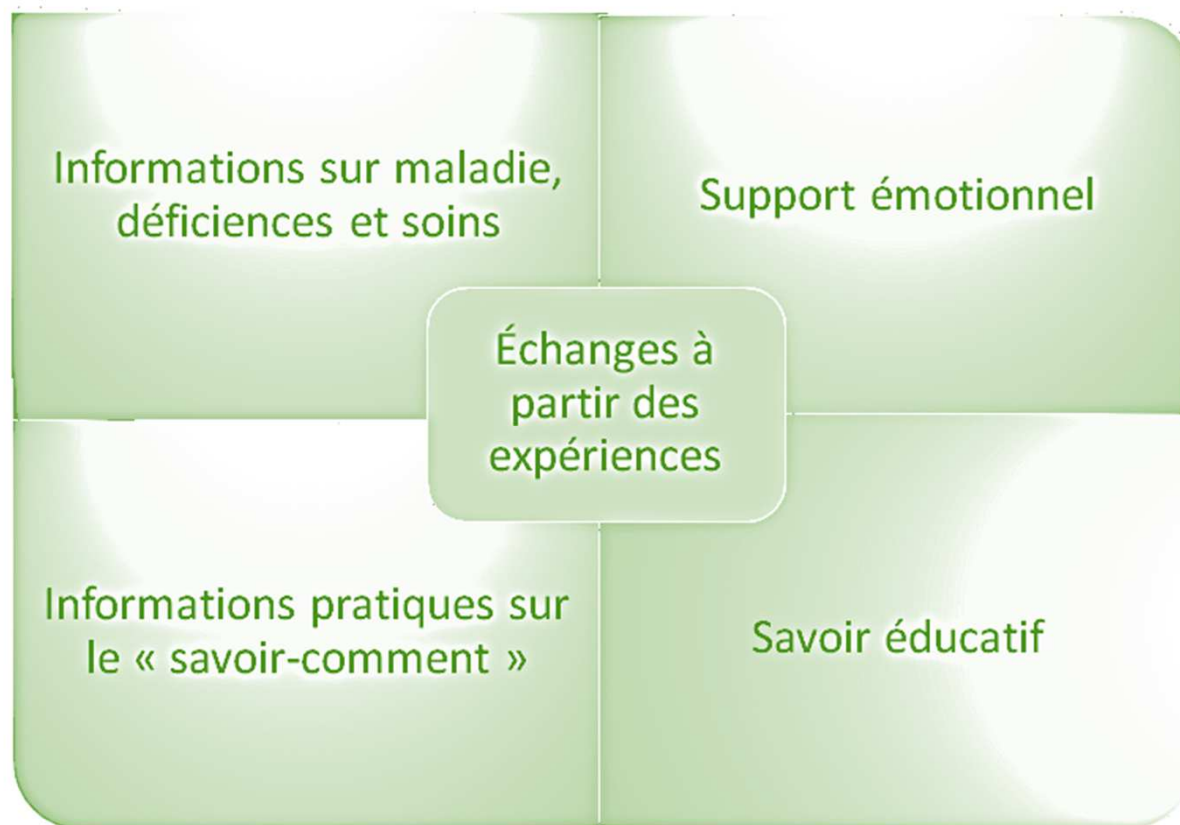 Informations sur maladie,
déficiences et soins
Support émotionnel
Échanges à
partir des
expériences
Informations pratiques sur
le « savoir-comment »
Savoir éducatif